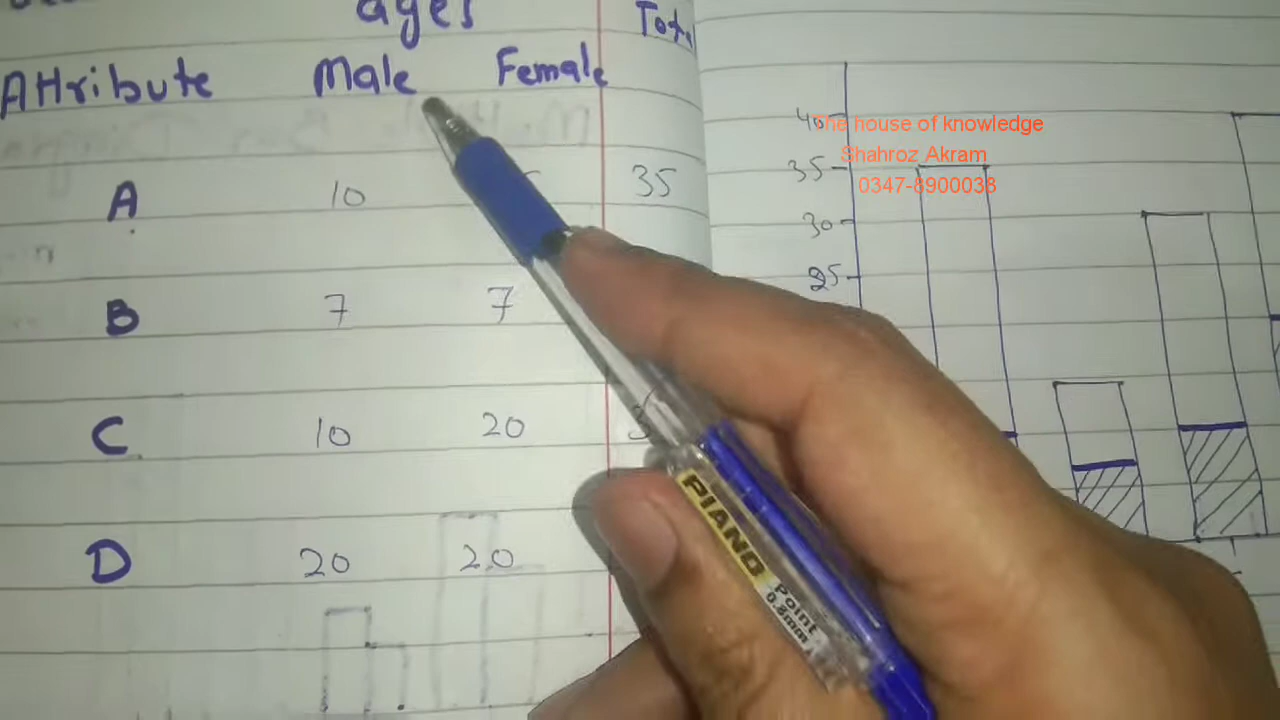 ages
Attribute Male Female
A 10 35
B 7 7
C 10 20
D 20 20
40
35
30
25
The house of knowledge
Shahroz Akram
0347-8900038
PIANO
Point
0.8mm